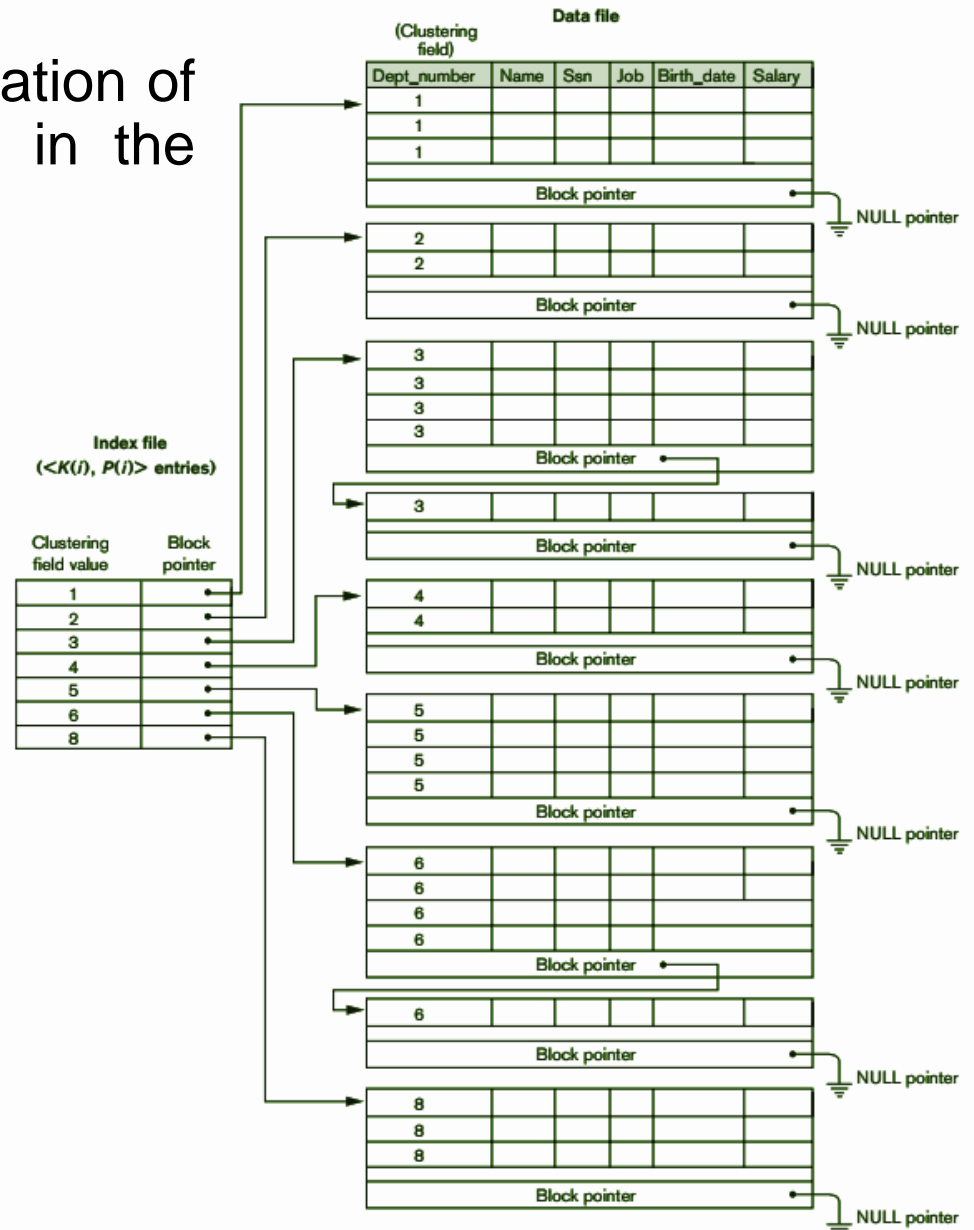 ation of
in the
Data file
(Clustering
field)
Dept_number Name Ssn Job Birth_date Salary
1
1
1
Block pointer
NULL pointer
2
2
Block pointer
NULL pointer
3
3
3
3
Block pointer
3
Block pointer
NULL pointer
Index file
(<K(i), P(i)> entries)
Clustering
field value
Block
pointer
1
2
3
4
5
6
8
4
4
Block pointer
NULL pointer
5
5
5
5
Block pointer
NULL pointer
6
6
6
6
Block pointer
6
Block pointer
NULL pointer
8
8
8
Block pointer
NULL pointer